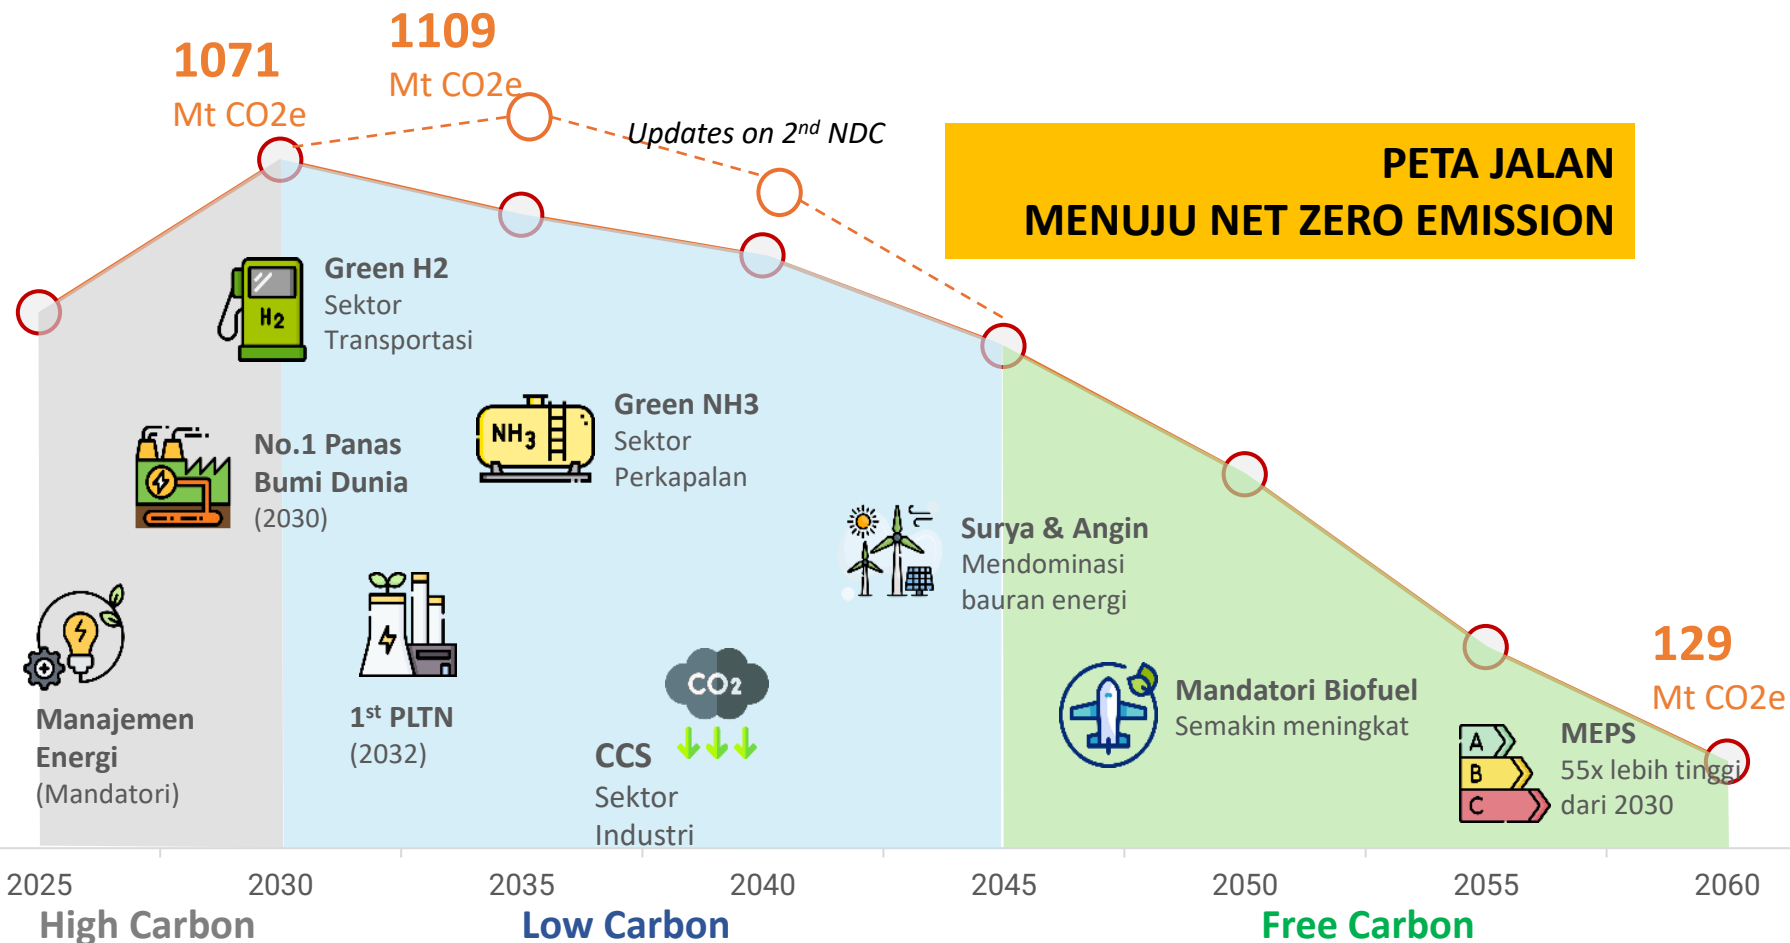 1109
Mt CO2e
1071
Mt CO2e
Updates on 2nd NDC
PETA JALAN
MENUJU NET ZERO EMISSION
H2
Green H2
Sektor
Transportasi
NH3
Green NH3
Sektor
Perkapalan
No.1 Panas
Bumi Dunia
(2030)
Surya & Angin
Mendominasi
bauran energi
Manajemen
Energi
(Mandatori)
1st PLTN
(2032)
CO2
CCS
Sektor
Industri
Mandatori Biofuel
Semakin meningkat
129
Mt CO2e
A
B
C
MEPS
55x lebih tinggi
dari 2030
2025 2030 2035 2040 2045 2050 2055 2060
High Carbon Low Carbon Free Carbon